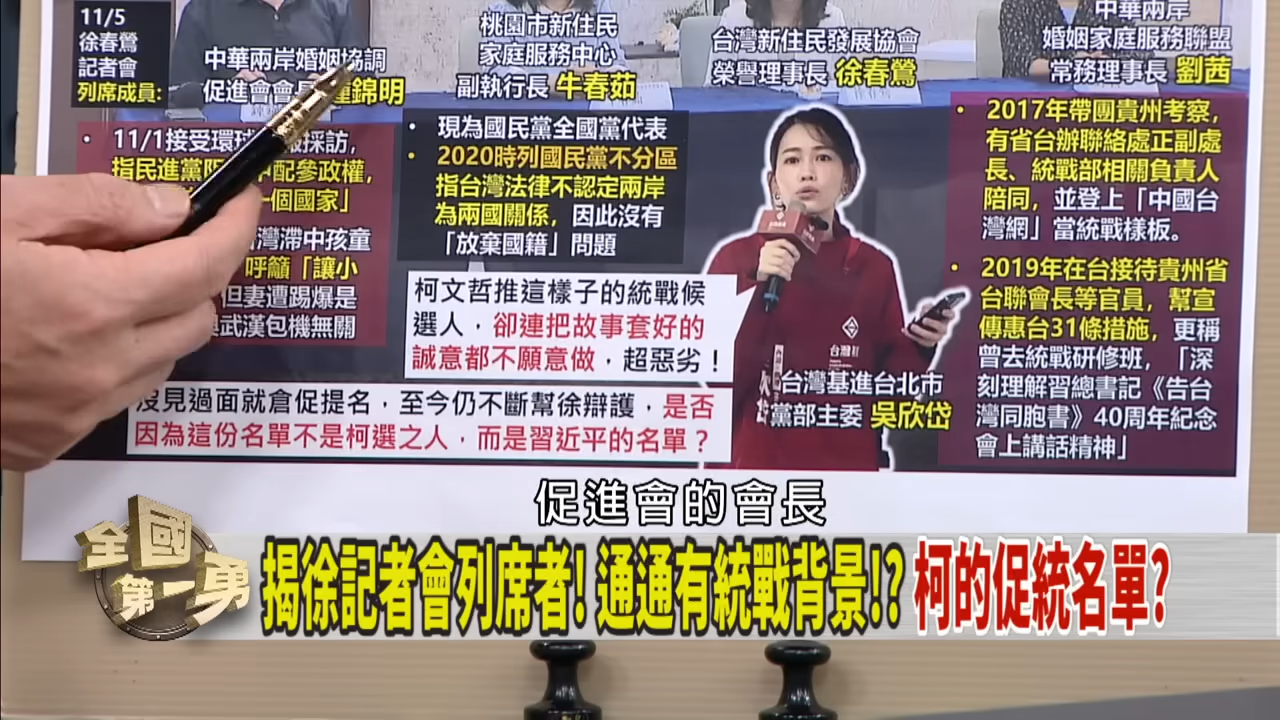 11/5
徐春鶯
記者會
列席成員:
中華兩岸婚姻協調
促進會會長 鍾錦明
桃園市新住民
家庭服務中心
副執行長 牛春茹
台灣新住民發展協會
榮譽理事長 徐春鶯
中華兩岸
婚姻家庭服務聯盟
常務理事長 劉茜
• 11/1接受環球 報採訪,
指民進黨阻 中配參政權,
一個國家」
灣滯中孩童
呼籲「讓小
但妻遭踢爆是
與武漢包機無關
• 現為國民黨全國黨代表
• 2020時列國民黨不分區
指台灣法律不認定兩岸
為兩國關係，因此沒有
「放棄國籍」問題
• 2017年帶團貴州考察，
有省台辦聯絡處正副處
長、統戰部相關負責人
陪同，並登上「中國台
灣網」當統戰樣板。
• 2019年在台接待貴州省
台聯會長等官員，幫宣
傳惠台31條措施，更稱
曾去統戰研修班，「深
刻理解習總書記《告台
灣同胞書》40周年紀念
會上講話精神」
柯文哲推這樣子的統戰候
選人，卻連把故事套好的
誠意都不願意做，超惡劣！
台灣基進台北市
黨部主委 吳欣岱
沒見過面就倉促提名，至今仍不斷幫徐辯護，是否
因為這份名單不是柯選之人，而是習近平的名單？
促進會的會長
全國第一勇
揭徐記者會列席者! 通通有統戰背景!? 柯的促統名單?